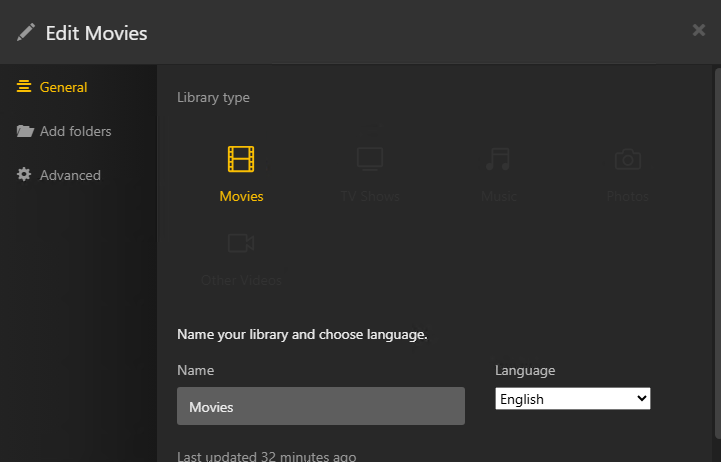 Edit Movies
General
Add folders
Advanced
Library type
Movies
TV Shows
Music
Photos
Other Videos
Name your library and choose language.
Name
Language
Movies
English
Last updated 32 minutes ago